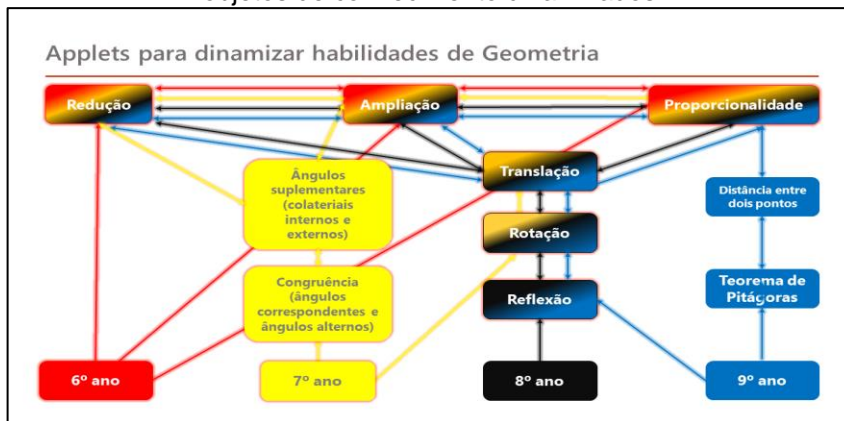 Applets para dinamizar habilidades de Geometria
Redução
Ampliação
Proporcionalidade
Ângulos
suplementares
(colateriais
internos e
externos)
Translação
Distância entre
dois pontos
Rotação
Congruência
(ângulos
correspondentes e
ângulos alternos)
Reflexão
Teorema de
Pitágoras
6º ano
7º ano
8º ano
9º ano